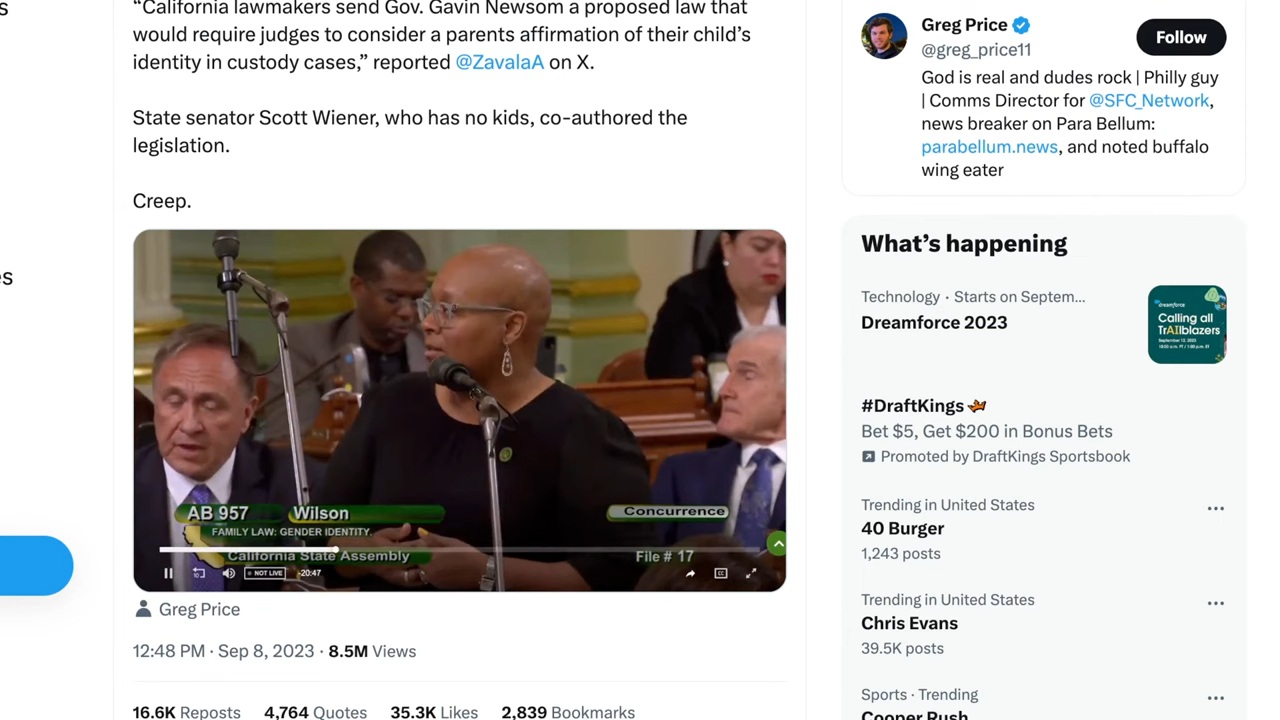 s
“California lawmakers send Gov. Gavin Newsom a proposed law that
would require judges to consider a parents affirmation of their child’s
identity in custody cases,” reported @ZavalaA on X.
State senator Scott Wiener, who has no kids, co-authored the
legislation.
Creep.
es
AB 957 Wilson
Concurrence
FAMILY LAW: GENDER IDENTITY.
California State Assembly
File # 17
NOT LIVE
-20:47
CC
Greg Price
12:48 PM · Sep 8, 2023 · 8.5M Views
16.6K Reposts 4,764 Quotes 35.3K Likes 2,839 Bookmarks
Greg Price
@greg_price11
Follow
God is real and dudes rock | Philly guy
| Comms Director for @SFC_Network,
news breaker on Para Bellum:
parabellum.news, and noted buffalo
wing eater
What’s happening
Technology · Starts on Septem...
Dreamforce 2023
dreamforce
Calling all
TrAIlblazers
#DraftKings
Bet $5, Get $200 in Bonus Bets
Promoted by DraftKings Sportsbook
Trending in United States
40 Burger
1,243 posts
Trending in United States
Chris Evans
39.5K posts
Sports · Trending
Cooper Rush